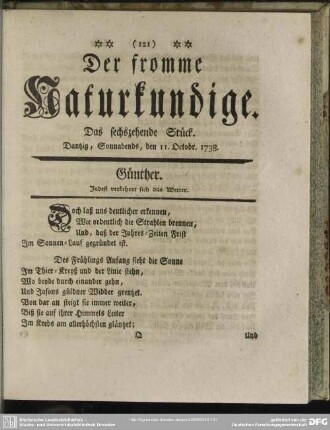 (121)
Der fromme
Naturkundige.
Das sechszehende Stück.
Dantzig, Sonnabends, den 11. Octobr. 1738.
Günther.
Indeß verkehret sich das Wetter.
Doch laß uns deutlicher erkennen,
Wie ordentlich die Strahlen brennen,
Und, daß der Jahres-Zeiten Frist
Im Sonnen-Lauf gegründet ist.
Des Frühlings Anfang sieht die Sonne
Im Thier-Kreyß und der Linie stehn,
Wo beyde durch einander gehn,
Und Jasons güldner Widder grenzet.
Von dar an steigt sie immer weiter,
Biß sie auf ihrer Himmels Leiter
Im Krebs am allerhöchsten gläntzet:
Q Und